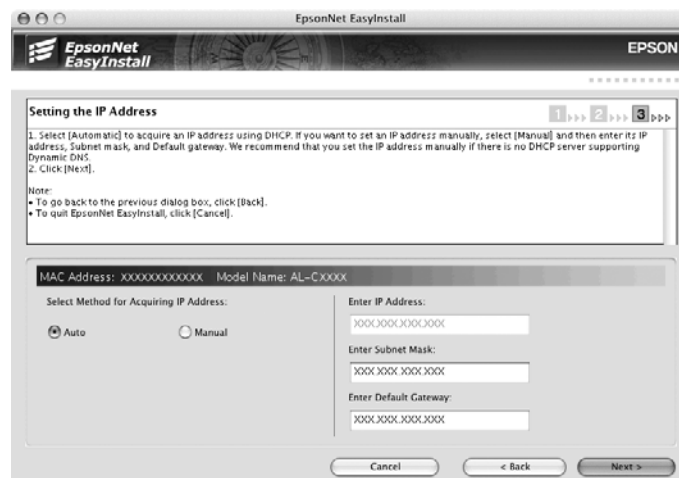 EpsonNet EasyInstall
EpsonNet
EasyInstall
EPSON
Setting the IP Address
1 2 3
1. Select [Automatic] to acquire an IP address using DHCP. If you want to set an IP address manually, select [Manual] and then enter its IP
address, Subnet mask, and Default gateway. We recommend that you set the IP address manually if there is no DHCP server supporting
Dynamic DNS.
2. Click [Next].
Note:
• To go back to the previous dialog box, click [Back].
• To quit EpsonNet EasyInstall, click [Cancel].
MAC Address: XXXXXXXXXXXX Model Name: AL-CXXXX
Select Method for Acquiring IP Address:
Auto
Manual
Enter IP Address:
XXX.XXX.XXX.XXX
Enter Subnet Mask:
XXX.XXX.XXX.XXX
Enter Default Gateway:
XXX.XXX.XXX.XXX
Cancel
< Back
Next >